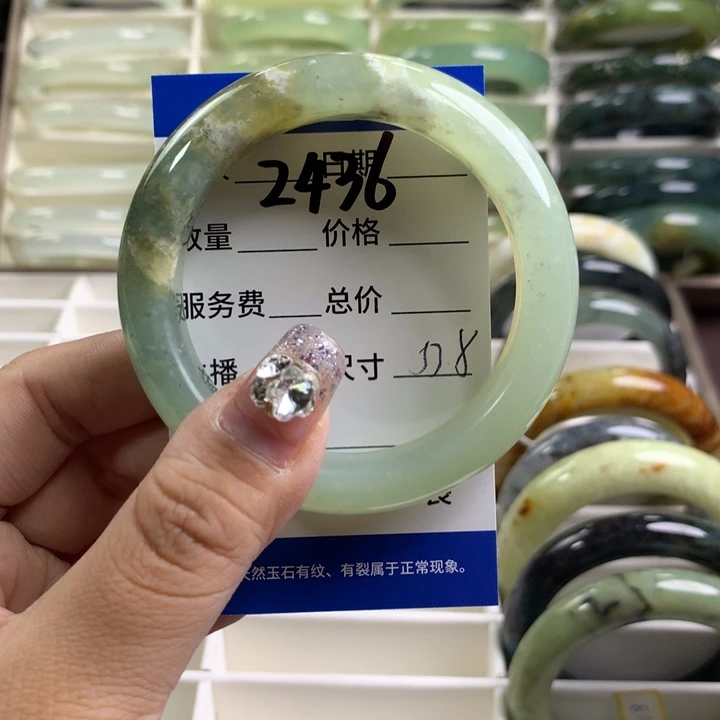 日期
2436
数量 价格
服务费 总价
播 尺寸 57.8
天然玉石有纹、有裂属于正常现象。